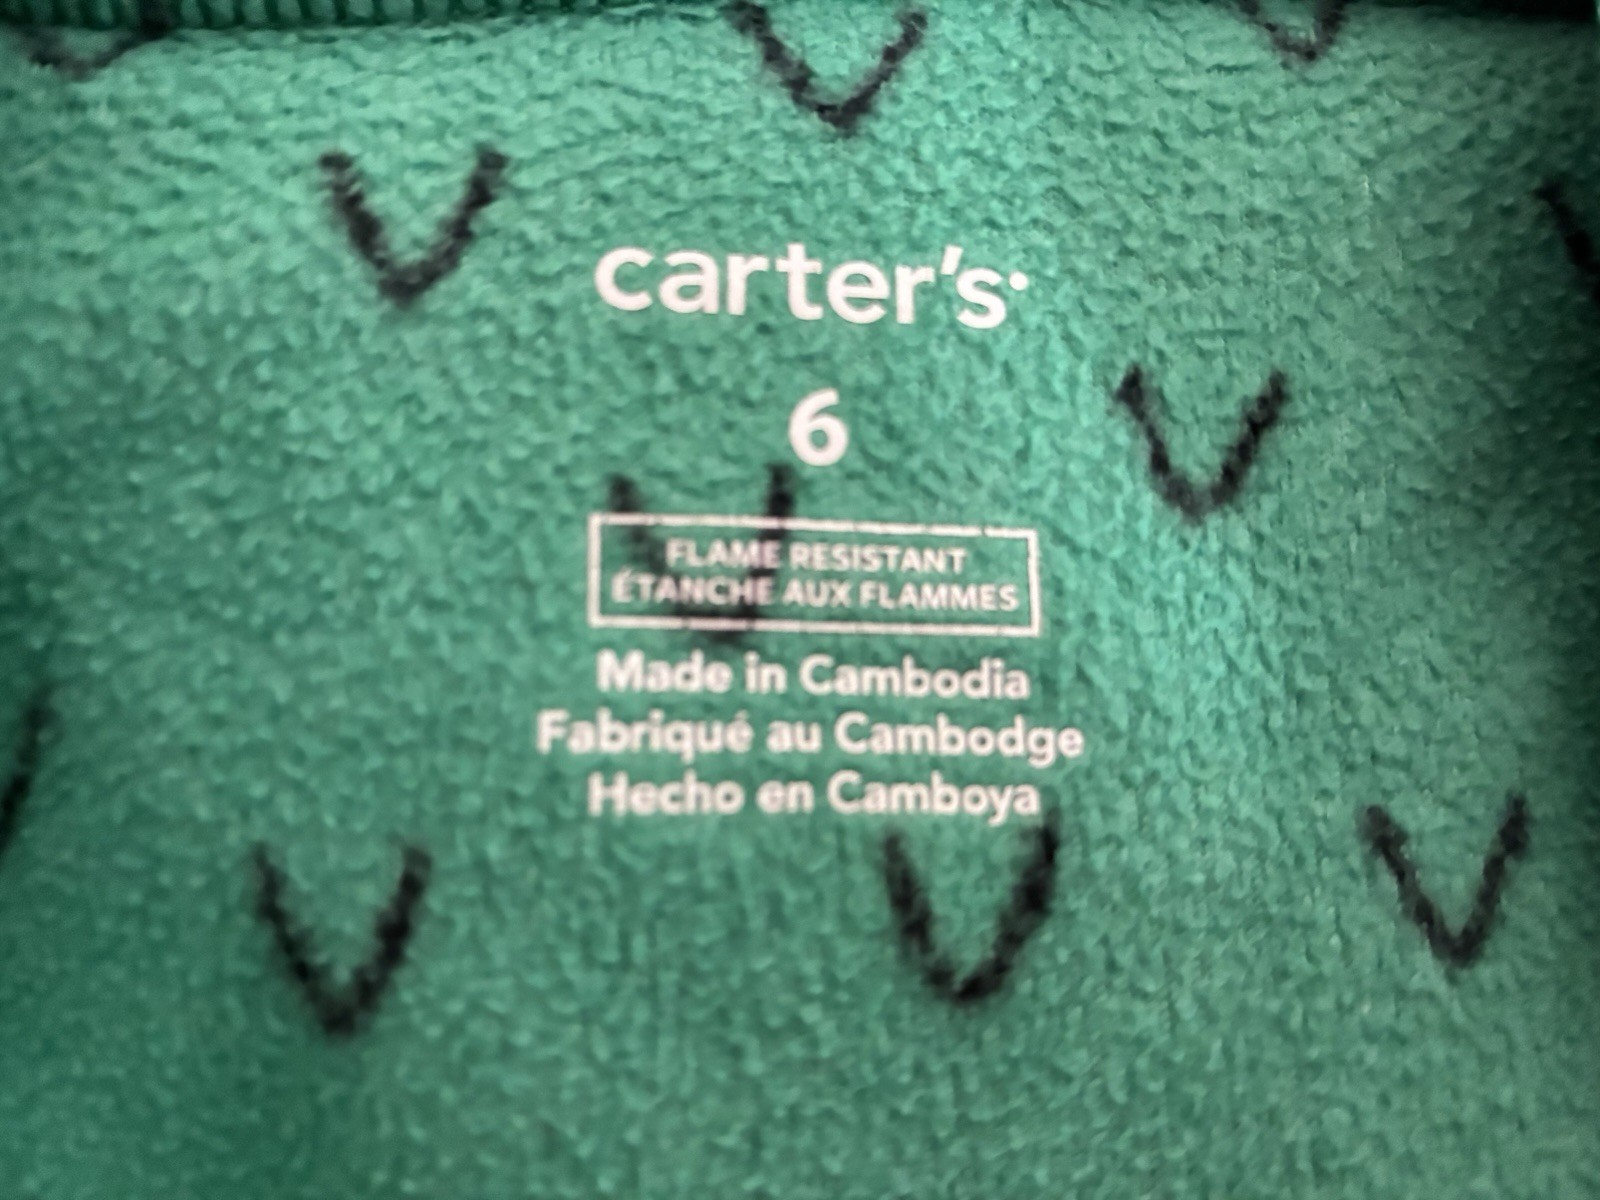 carter's
6
FLAME RESISTANT
ÉTANCHE AUX FLAMMES
Made in Cambodia
Fabriqué au Cambodge
Hecho en Camboya